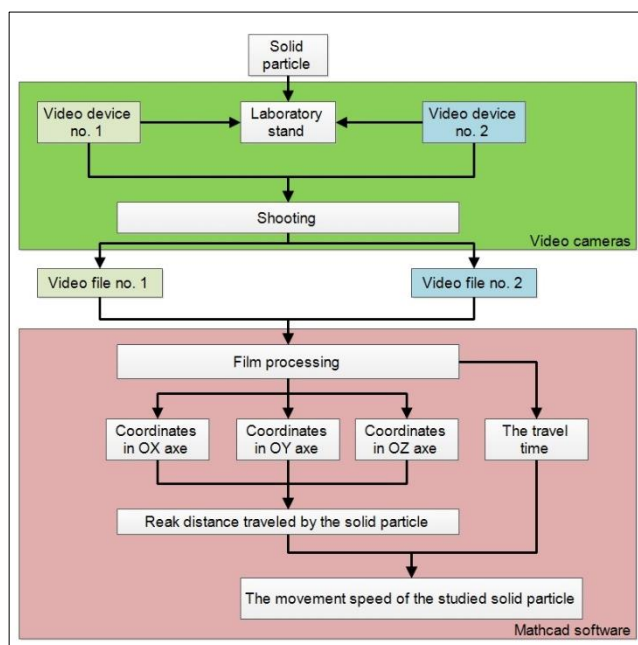 Solid
particle
Video device
no. 1
Laboratory
stand
Video device
no. 2
Shooting
Video cameras
Video file no. 1
Video file no. 2
Film processing
Coordinates
in OX axe
Coordinates
in OY axe
Coordinates
in OZ axe
The travel
time
Reak distance traveled by the solid particle
The movement speed of the studied solid particle
Mathcad software